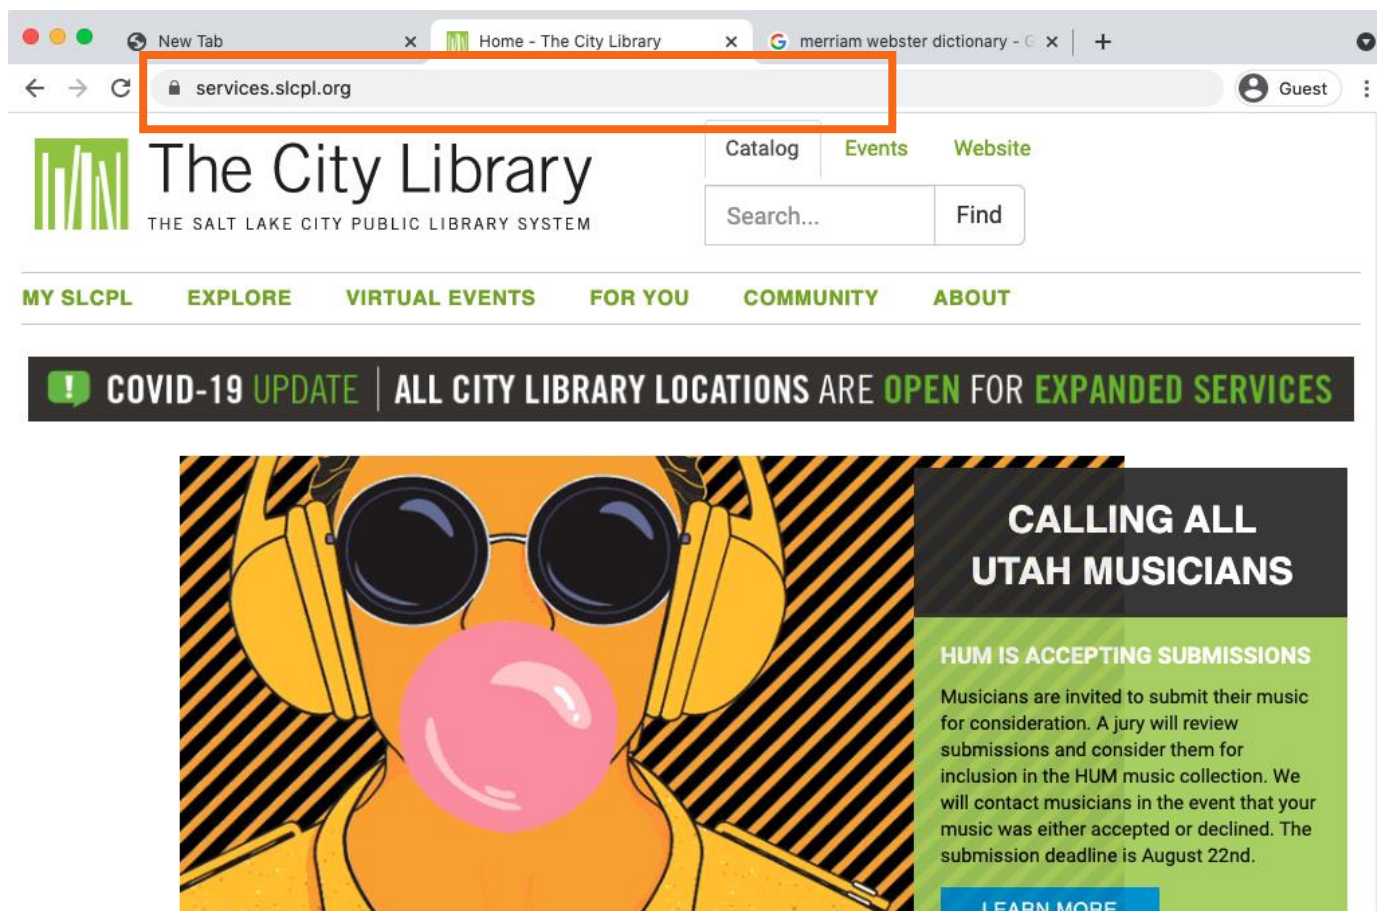 New Tab
Home - The City Library
merriam webster dictionary - G
services.slcpl.org
Guest
The City Library
THE SALT LAKE CITY PUBLIC LIBRARY SYSTEM
Catalog Events Website
Search... Find
MY SLCPL EXPLORE VIRTUAL EVENTS FOR YOU COMMUNITY ABOUT
! COVID-19 UPDATE | ALL CITY LIBRARY LOCATIONS ARE OPEN FOR EXPANDED SERVICES
CALLING ALL
UTAH MUSICIANS
HUM IS ACCEPTING SUBMISSIONS
Musicians are invited to submit their music
for consideration. A jury will review
submissions and consider them for
inclusion in the HUM music collection. We
will contact musicians in the event that your
music was either accepted or declined. The
submission deadline is August 22nd.
LEARN MORE